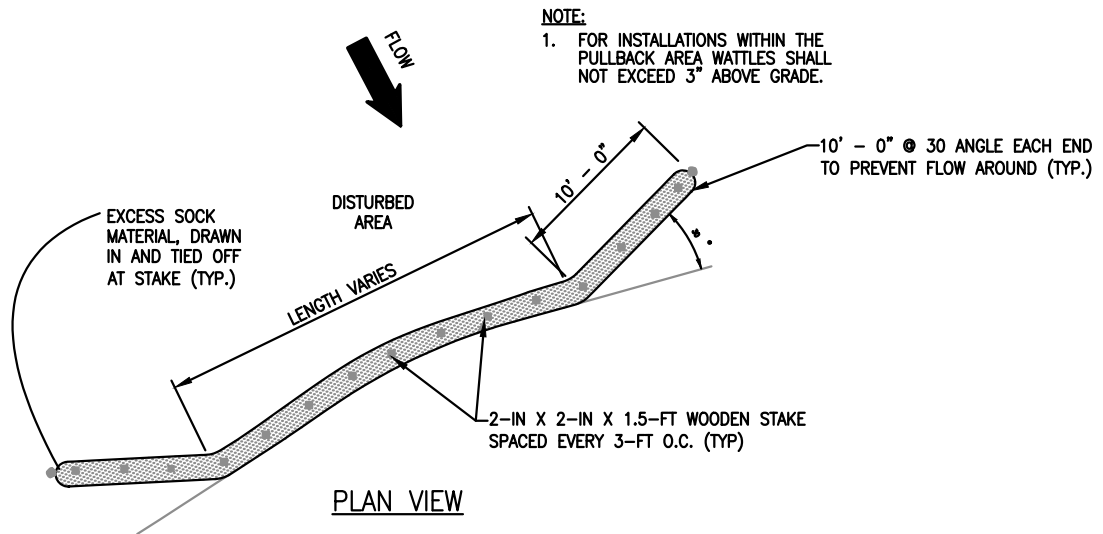 NOTE:
1. FOR INSTALLATIONS WITHIN THE
PULLBACK AREA WATTLES SHALL
NOT EXCEED 3" ABOVE GRADE.
FLOW
10' - 0"
10' - 0" @ 30 ANGLE EACH END
TO PREVENT FLOW AROUND (TYP.)
DISTURBED
AREA
EXCESS SOCK
MATERIAL, DRAWN
IN AND TIED OFF
AT STAKE (TYP.)
LENGTH VARIES
2-IN X 2-IN X 1.5-FT WOODEN STAKE
SPACED EVERY 3-FT O.C. (TYP)
PLAN VIEW